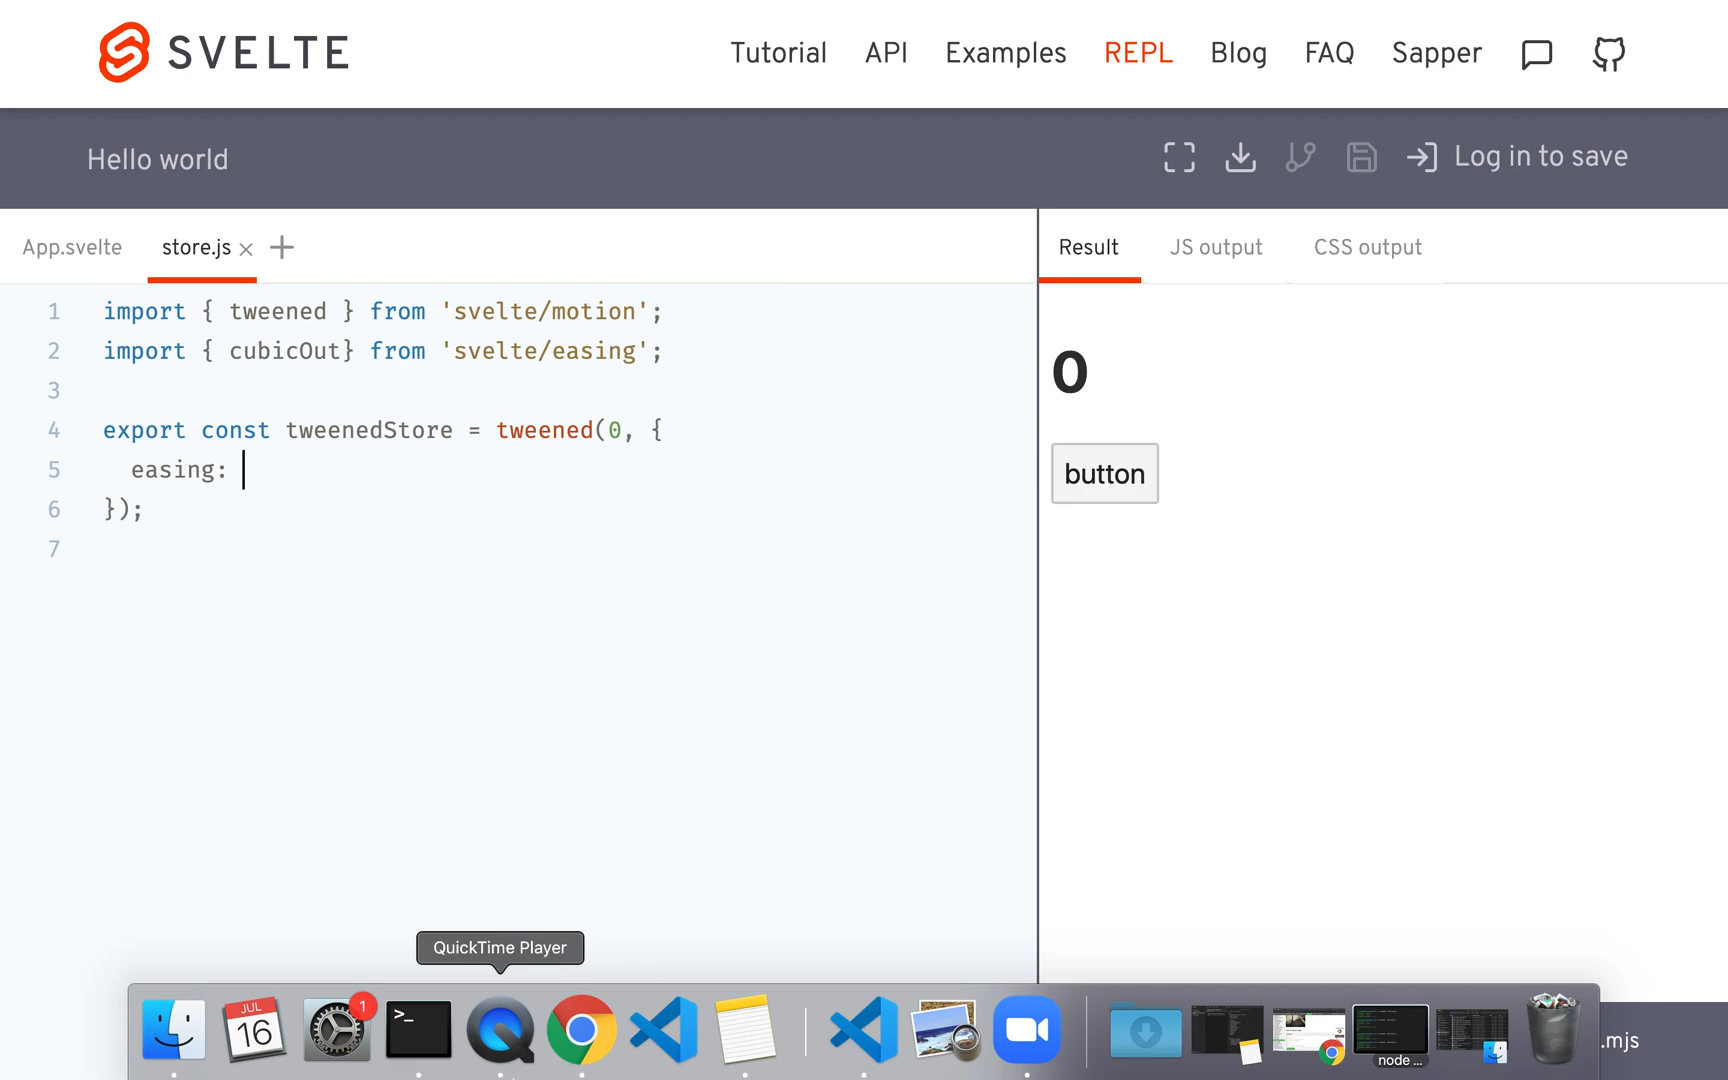 SVELTE
Tutorial API Examples REPL Blog FAQ Sapper
Hello world
Log in to save
App.svelte store.js
Result JS output CSS output
1 import { tweened } from 'svelte/motion';
2 import { cubicOut} from 'svelte/easing';
3
4 export const tweenedStore = tweened(0, {
5 easing:
6 });
7
0
button
QuickTime Player
JUL
16
1
>_
node ...
.mjs